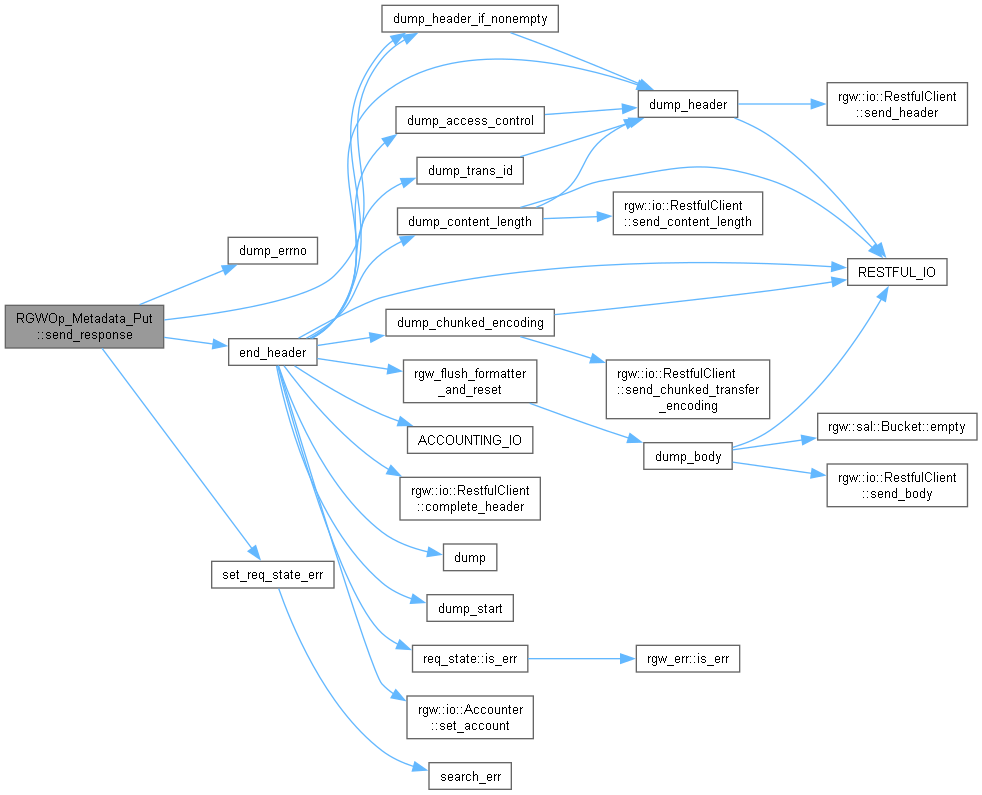 dump_header_if_nonempty
dump_header
rgw::io::RestfulClient
::send_header
dump_access_control
dump_trans_id
dump_content_length
rgw::io::RestfulClient
::send_content_length
dump_errno
RESTFUL_IO
RGWOp_Metadata_Put
::send_response
end_header
dump_chunked_encoding
rgw_flush_formatter
_and_reset
rgw::io::RestfulClient
::send_chunked_transfer
_encoding
ACCOUNTING_IO
dump_body
rgw::sal::Bucket::empty
rgw::io::RestfulClient
::send_body
rgw::io::RestfulClient
::complete_header
dump
set_req_state_err
dump_start
req_state::is_err
rgw_err::is_err
rgw::io::Accounter
::set_account
search_err